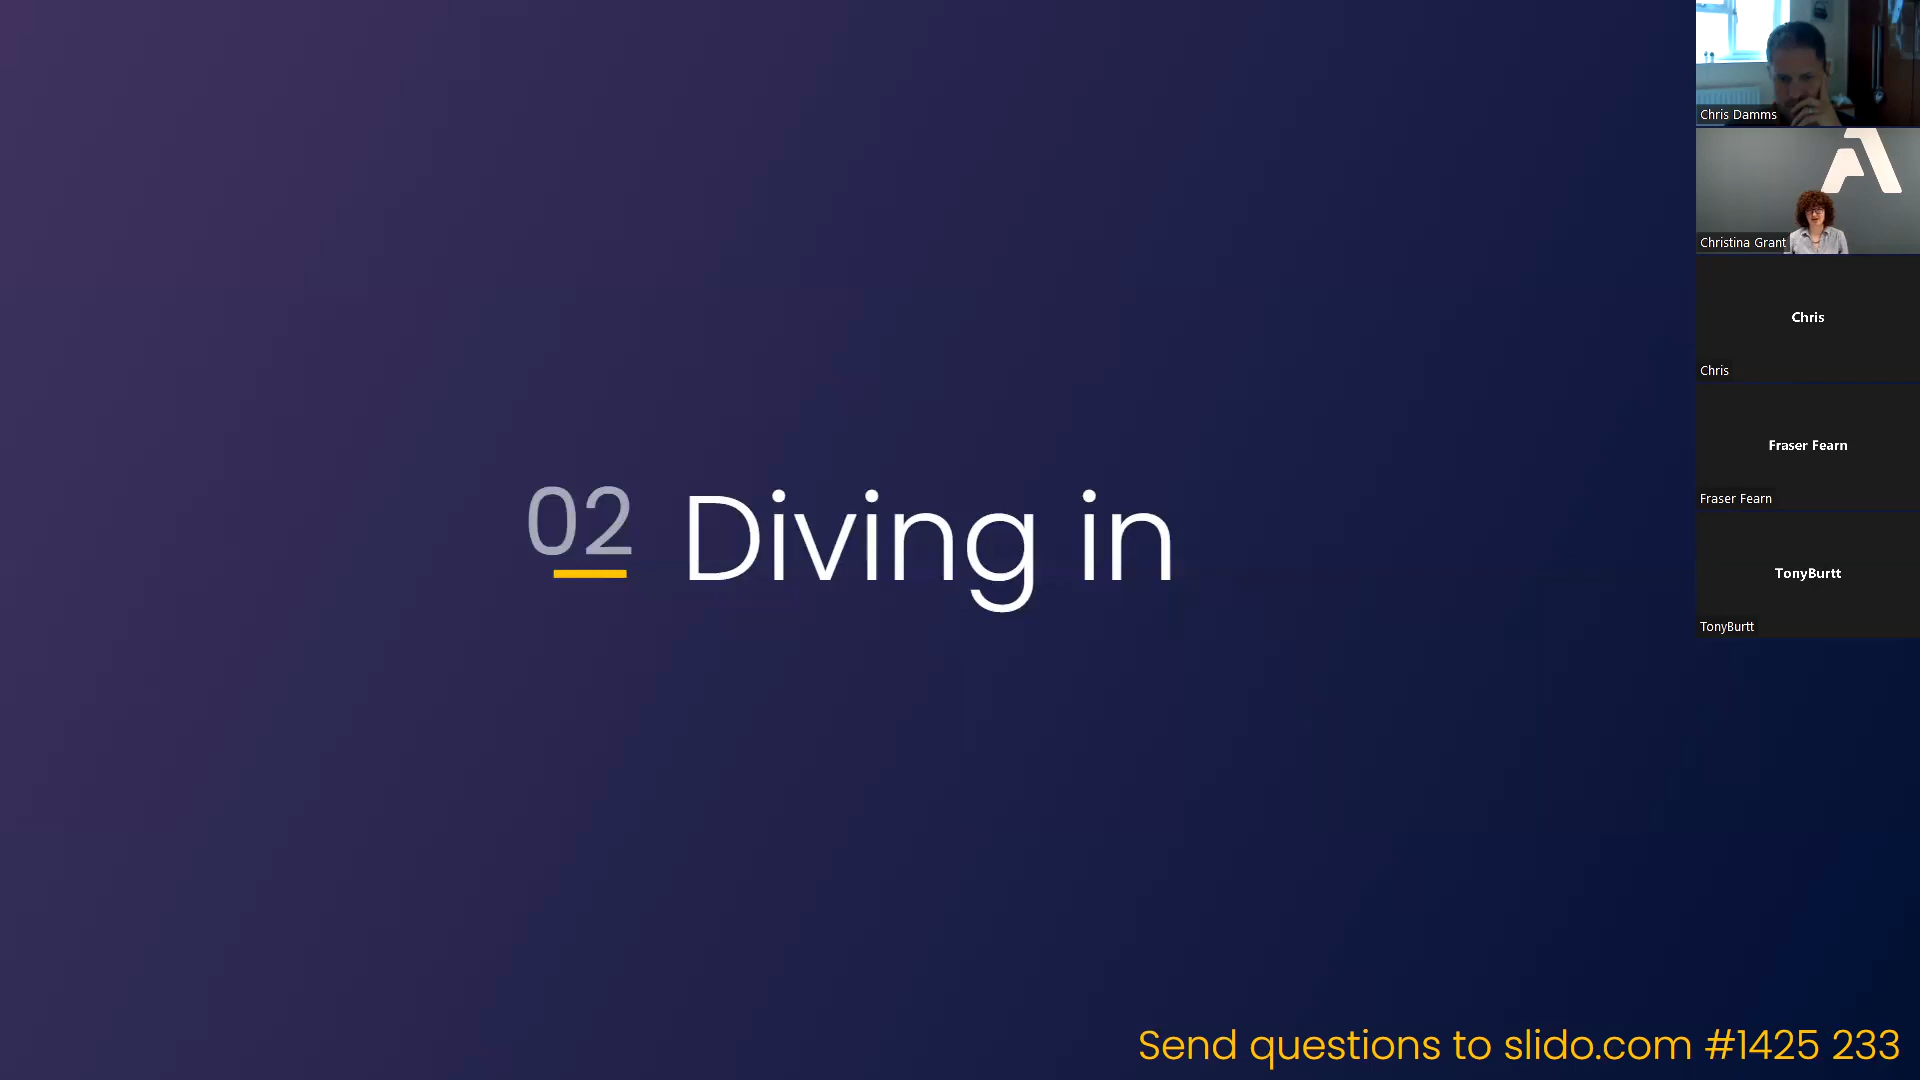 02 Diving in
Send questions to slido.com #1425 233
Chris Damms
Christina Grant
Chris
Chris
Fraser Fearn
Fraser Fearn
TonyBurtt
TonyBurtt